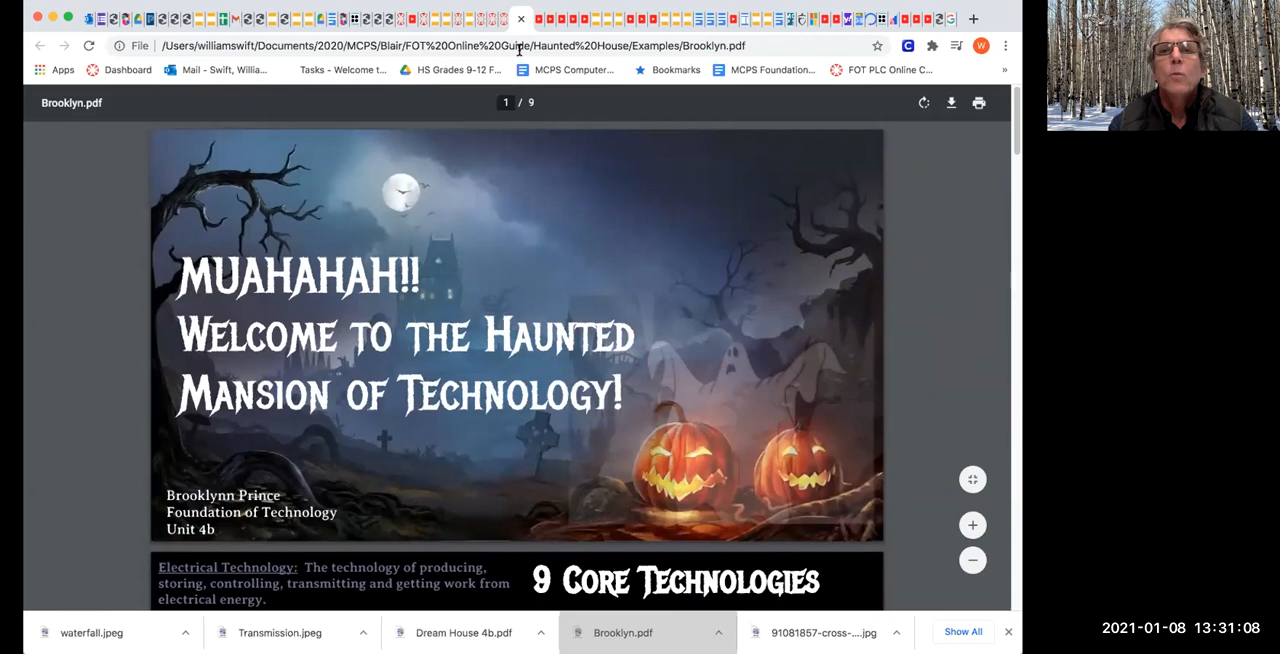 File
/Users/williamswift/Documents/2020/MCPS/Blair/FOT%20Online%20Guide/Haunted%20House/Examples/Brooklyn.pdf
W
Apps
Dashboard
Mail - Swift, Willia...
Tasks - Welcome t...
HS Grades 9-12 F...
MCPS Computer...
Bookmarks
MCPS Foundation...
FOT PLC Online C...
»
Brooklyn.pdf
1 / 9
MUAHAHAH!!
WELCOME TO THE HAUNTED
MANSION OF TECHNOLOGY!
Brooklynn Prince
Foundation of Technology
Unit 4b
Electrical Technology: The technology of producing,
storing, controlling, transmitting and getting work from
electrical energy.
9 CORE TECHNOLOGIES
waterfall.jpeg
Transmission.jpeg
Dream House 4b.pdf
Brooklyn.pdf
91081857-cross-....jpg
Show All
2021-01-08 13:31:08